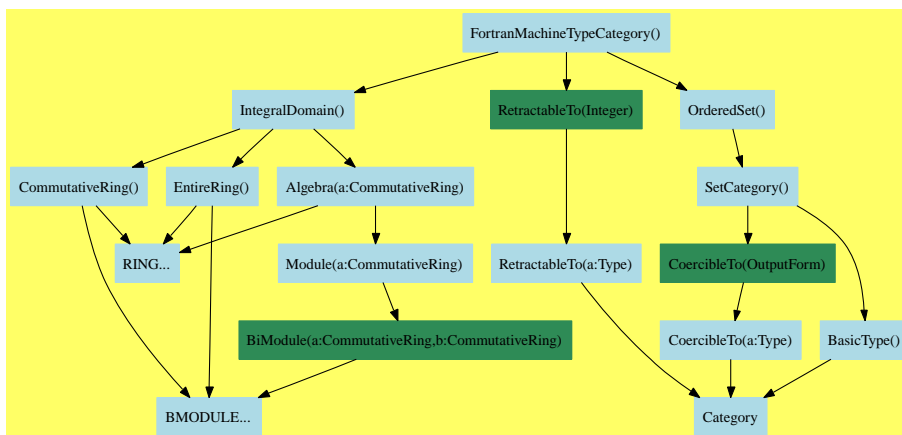 FortranMachineTypeCategory()
IntegralDomain()
RetractableTo(Integer)
OrderedSet()
CommutativeRing()
EntireRing()
Algebra(a:CommutativeRing)
SetCategory()
RING...
Module(a:CommutativeRing)
RetractableTo(a:Type)
CoercibleTo(OutputForm)
BiModule(a:CommutativeRing,b:CommutativeRing)
CoercibleTo(a:Type)
BasicType()
BMODULE...
Category